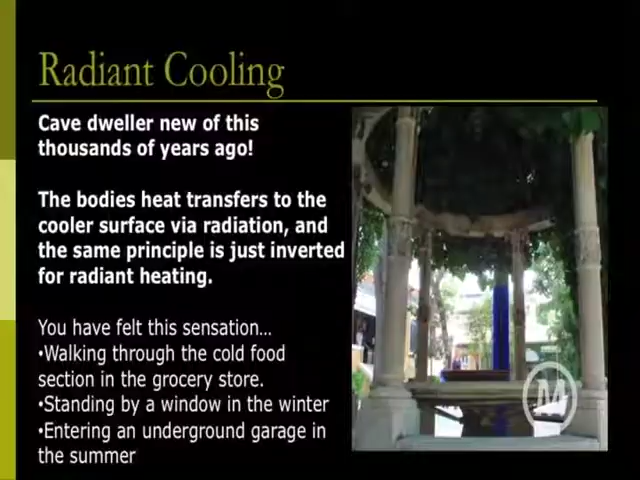 Radiant Cooling
Cave dweller new of this
thousands of years ago!
The bodies heat transfers to the
cooler surface via radiation, and
the same principle is just inverted
for radiant heating.
You have felt this sensation...
•Walking through the cold food
section in the grocery store.
•Standing by a window in the winter
•Entering an underground garage in
the summer
M